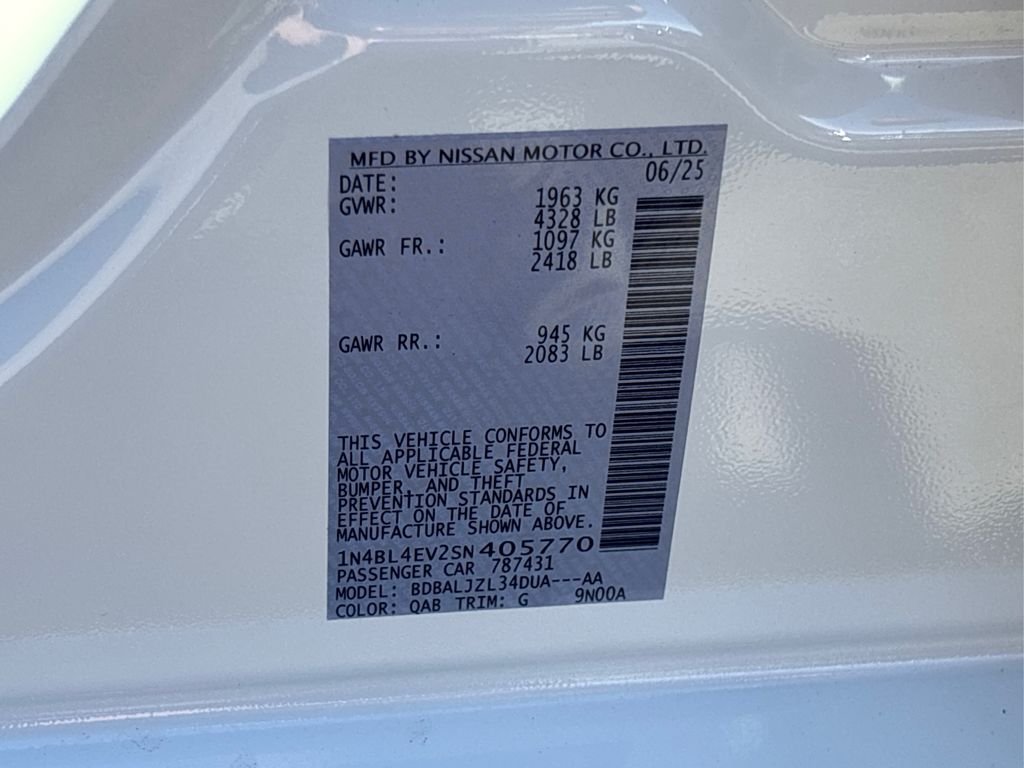 MFD BY NISSAN MOTOR CO., LTD.
DATE: 06/25
GVWR: 1963 KG
4328 LB
GAWR FR.: 1097 KG
2418 LB
GAWR RR.: 945 KG
2083 LB
THIS VEHICLE CONFORMS TO
ALL APPLICABLE FEDERAL
MOTOR VEHICLE SAFETY,
BUMPER, AND THEFT
PREVENTION STANDARDS IN
EFFECT ON THE DATE OF
MANUFACTURE SHOWN ABOVE.
1N4BL4EV2SN405770
PASSENGER CAR 787431
MODEL: BDBALJZL34DUA---AA
COLOR: QAB TRIM: G 9N00A